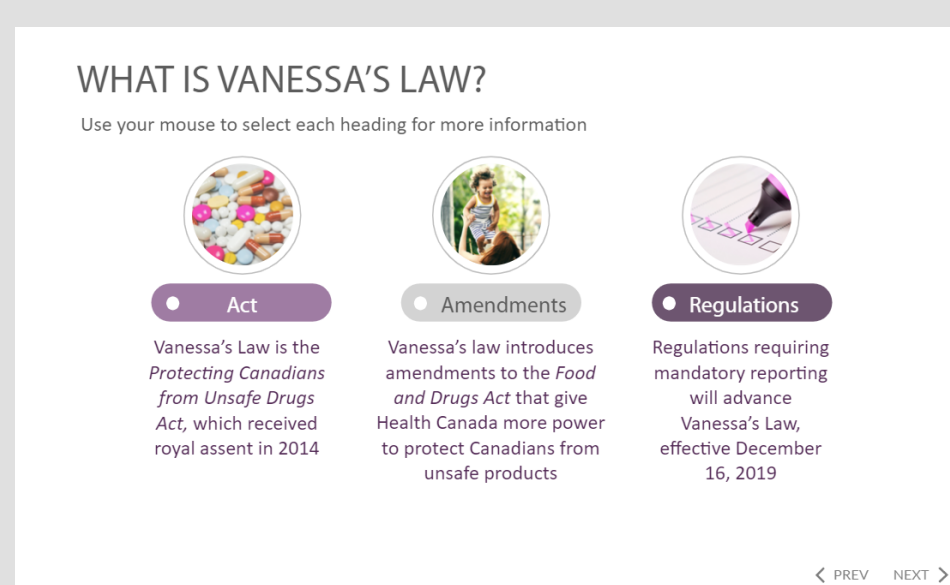 WHAT IS VANESSA'S LAW?
Use your mouse to select each heading for more information
Act
Vanessa's Law is the
Protecting Canadians
from Unsafe Drugs
Act, which received
royal assent in 2014
Amendments
Vanessa's law introduces
amendments to the Food
and Drugs Act that give
Health Canada more power
to protect Canadians from
unsafe products
Regulations
Regulations requiring
mandatory reporting
will advance
Vanessa's Law,
effective December
16, 2019
PREV NEXT